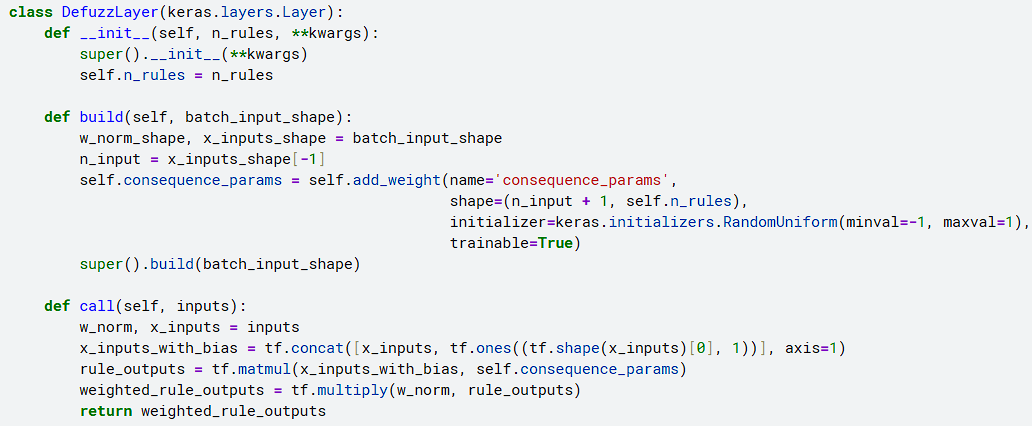 class DefuzzLayer(keras.layers.Layer):
    def __init__(self, n_rules, **kwargs):
        super().__init__(**kwargs)
        self.n_rules = n_rules

    def build(self, batch_input_shape):
        w_norm_shape, x_inputs_shape = batch_input_shape
        n_input = x_inputs_shape[-1]
        self.consequence_params = self.add_weight(name='consequence_params',
                                                  shape=(n_input + 1, self.n_rules),
                                                  initializer=keras.initializers.RandomUniform(minval=-1, maxval=1),
                                                  trainable=True)
        super().build(batch_input_shape)

    def call(self, inputs):
        w_norm, x_inputs = inputs
        x_inputs_with_bias = tf.concat([x_inputs, tf.ones((tf.shape(x_inputs)[0], 1))], axis=1)
        rule_outputs = tf.matmul(x_inputs_with_bias, self.consequence_params)
        weighted_rule_outputs = tf.multiply(w_norm, rule_outputs)
        return weighted_rule_outputs